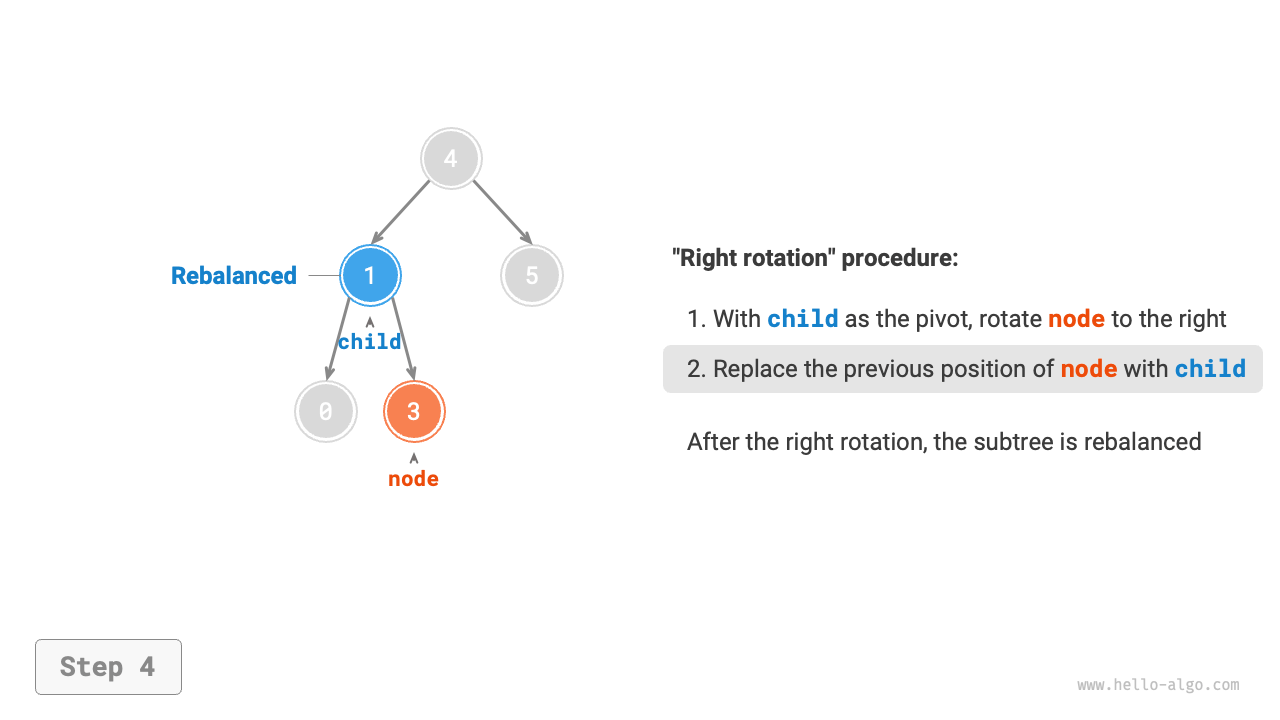 4
Rebalanced
1
5
child
0
3
node
"Right rotation" procedure:
1. With child as the pivot, rotate node to the right
2. Replace the previous position of node with child
After the right rotation, the subtree is rebalanced
Step 4
www.hello-algo.com